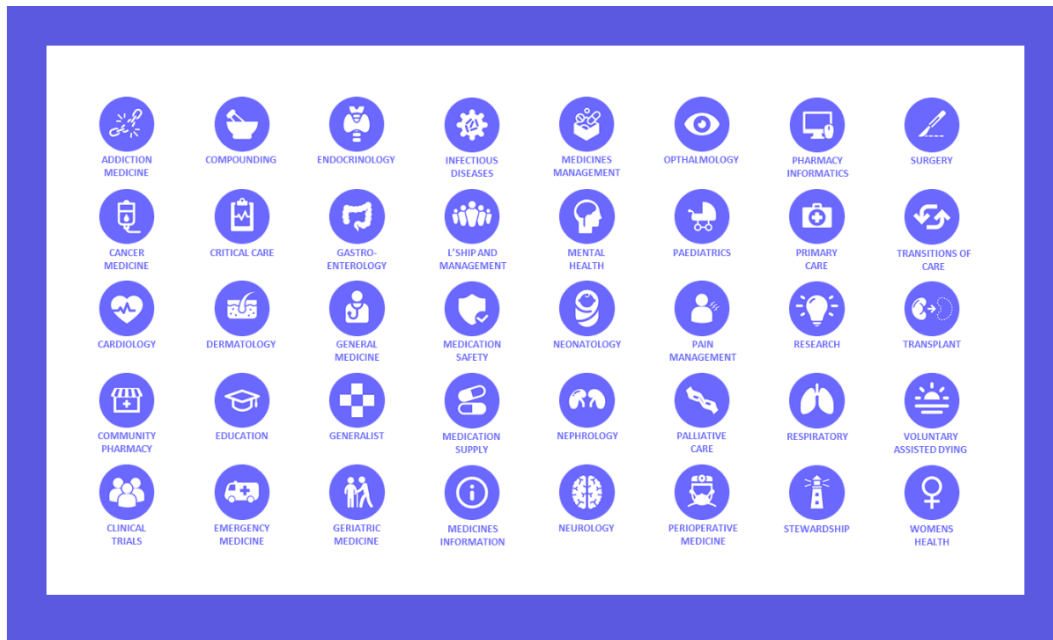 ADDICTION
MEDICINE
COMPOUNDING
ENDOCRINOLOGY
INFECTIOUS
DISEASES
MEDICINES
MANAGEMENT
OPTHALMOLOGY
PHARMACY
INFORMATICS
SURGERY
CANCER
MEDICINE
CRITICAL CARE
GASTRO-
ENTEROLOGY
L'SHIP AND
MANAGEMENT
MENTAL
HEALTH
PAEDIATRICS
PRIMARY
CARE
TRANSITIONS OF
CARE
CARDIOLOGY
DERMATOLOGY
GENERAL
MEDICINE
MEDICATION
SAFETY
NEONATOLOGY
PAIN
MANAGEMENT
RESEARCH
TRANSPLANT
COMMUNITY
PHARMACY
EDUCATION
GENERALIST
MEDICATION
SUPPLY
NEPHROLOGY
PALLIATIVE
CARE
RESPIRATORY
VOLUNTARY
ASSISTED DYING
CLINICAL
TRIALS
EMERGENCY
MEDICINE
GERIATRIC
MEDICINE
MEDICINES
INFORMATION
NEUROLOGY
PERIOPERATIVE
MEDICINE
STEWARDSHIP
WOMENS
HEALTH